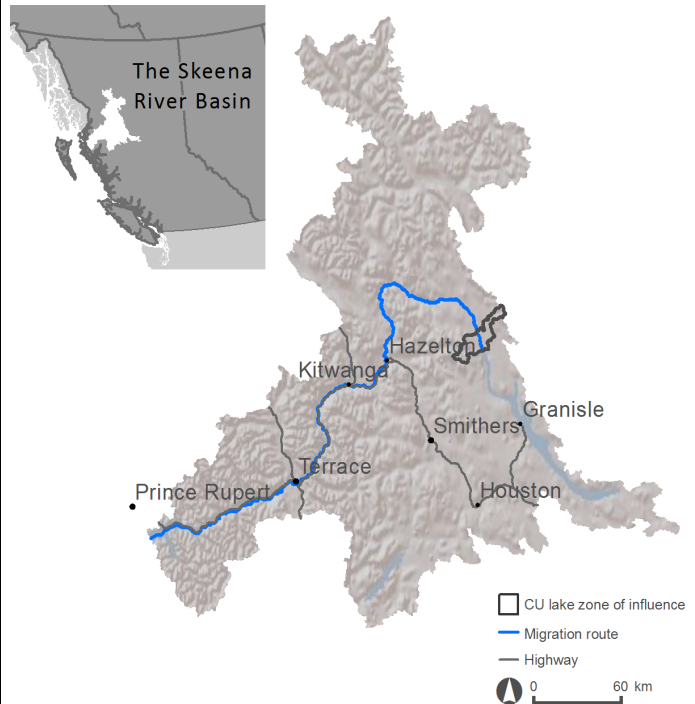 The Skeena
River Basin
Hazelton
Kitwanga
Granisle
Smithers
Terrace
Prince Rupert
Houston
CU lake zone of influence
Migration route
Highway
0 60 km